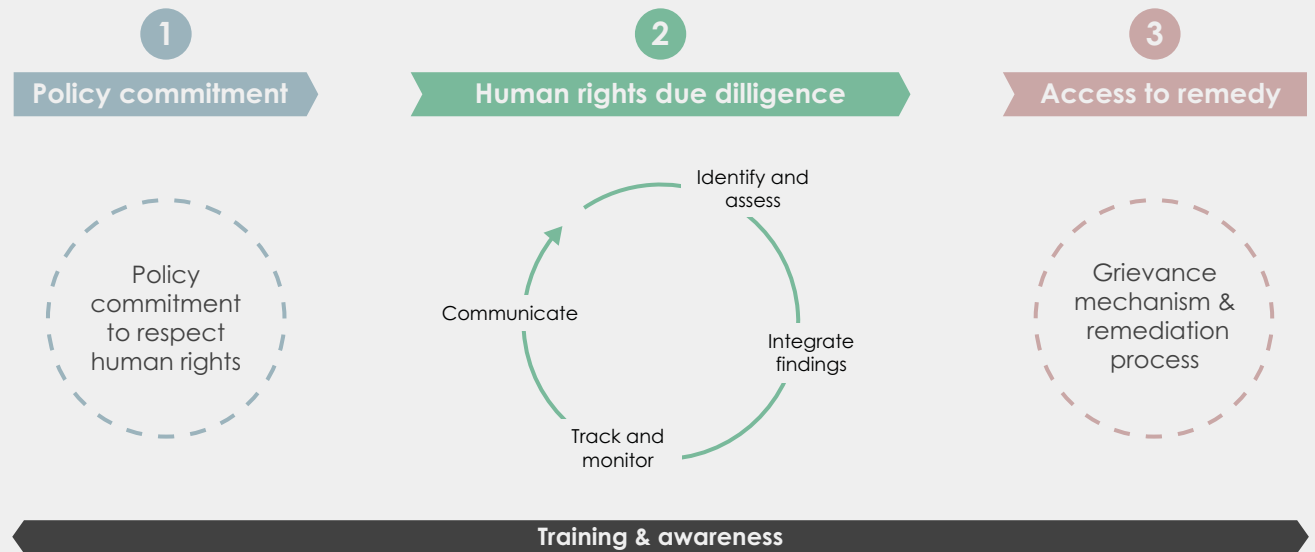 1
Policy commitment
Policy
commitment
to respect
human rights
2
Human rights due dilligence
Identify and
assess
Integrate
findings
Track and
monitor
Communicate
3
Access to remedy
Grievance
mechanism &
remediation
process
Training & awareness